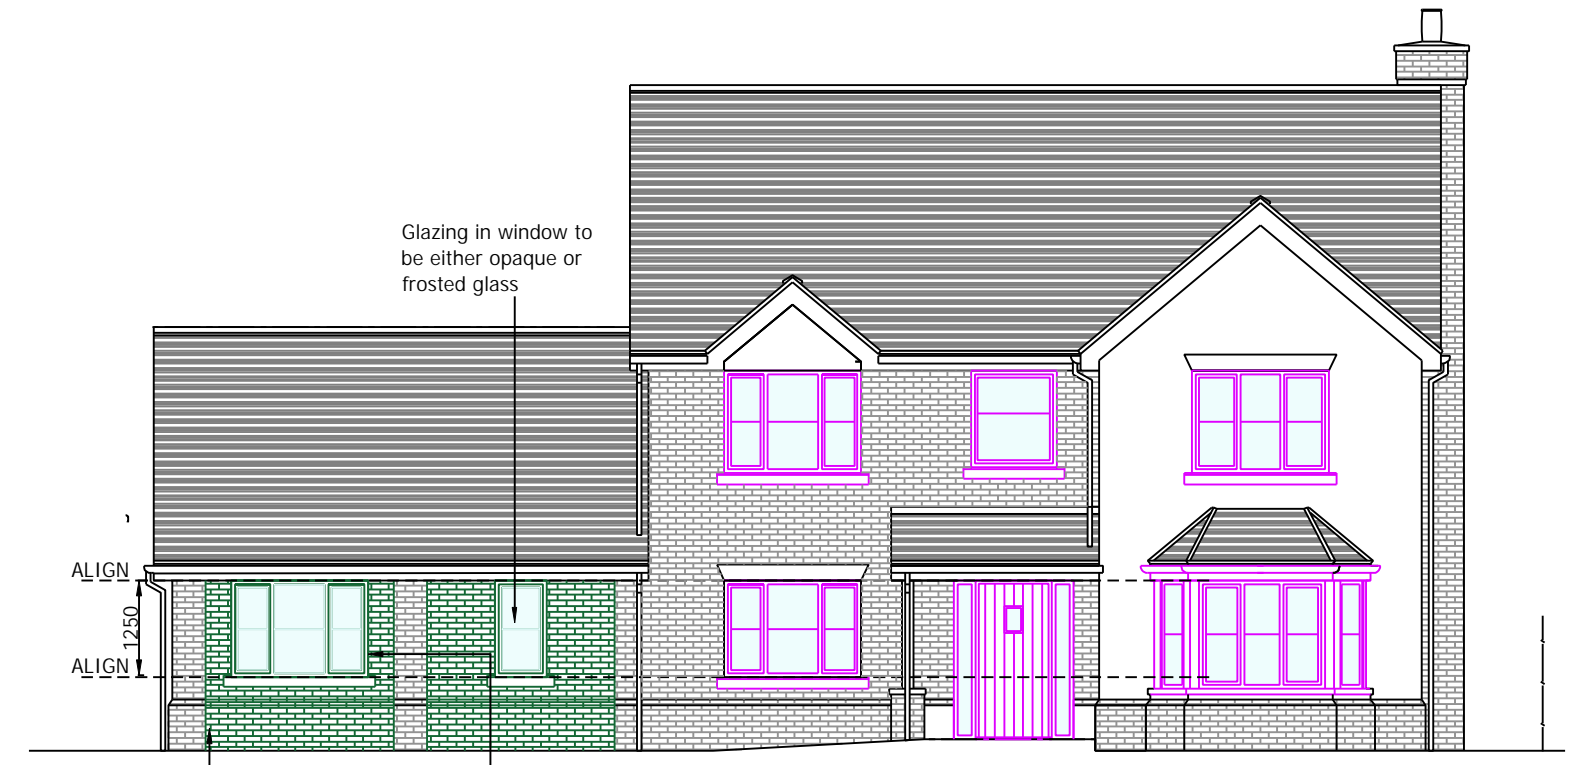 Glazing in window to
be either opaque or
frosted glass
ALIGN
1250
ALIGN